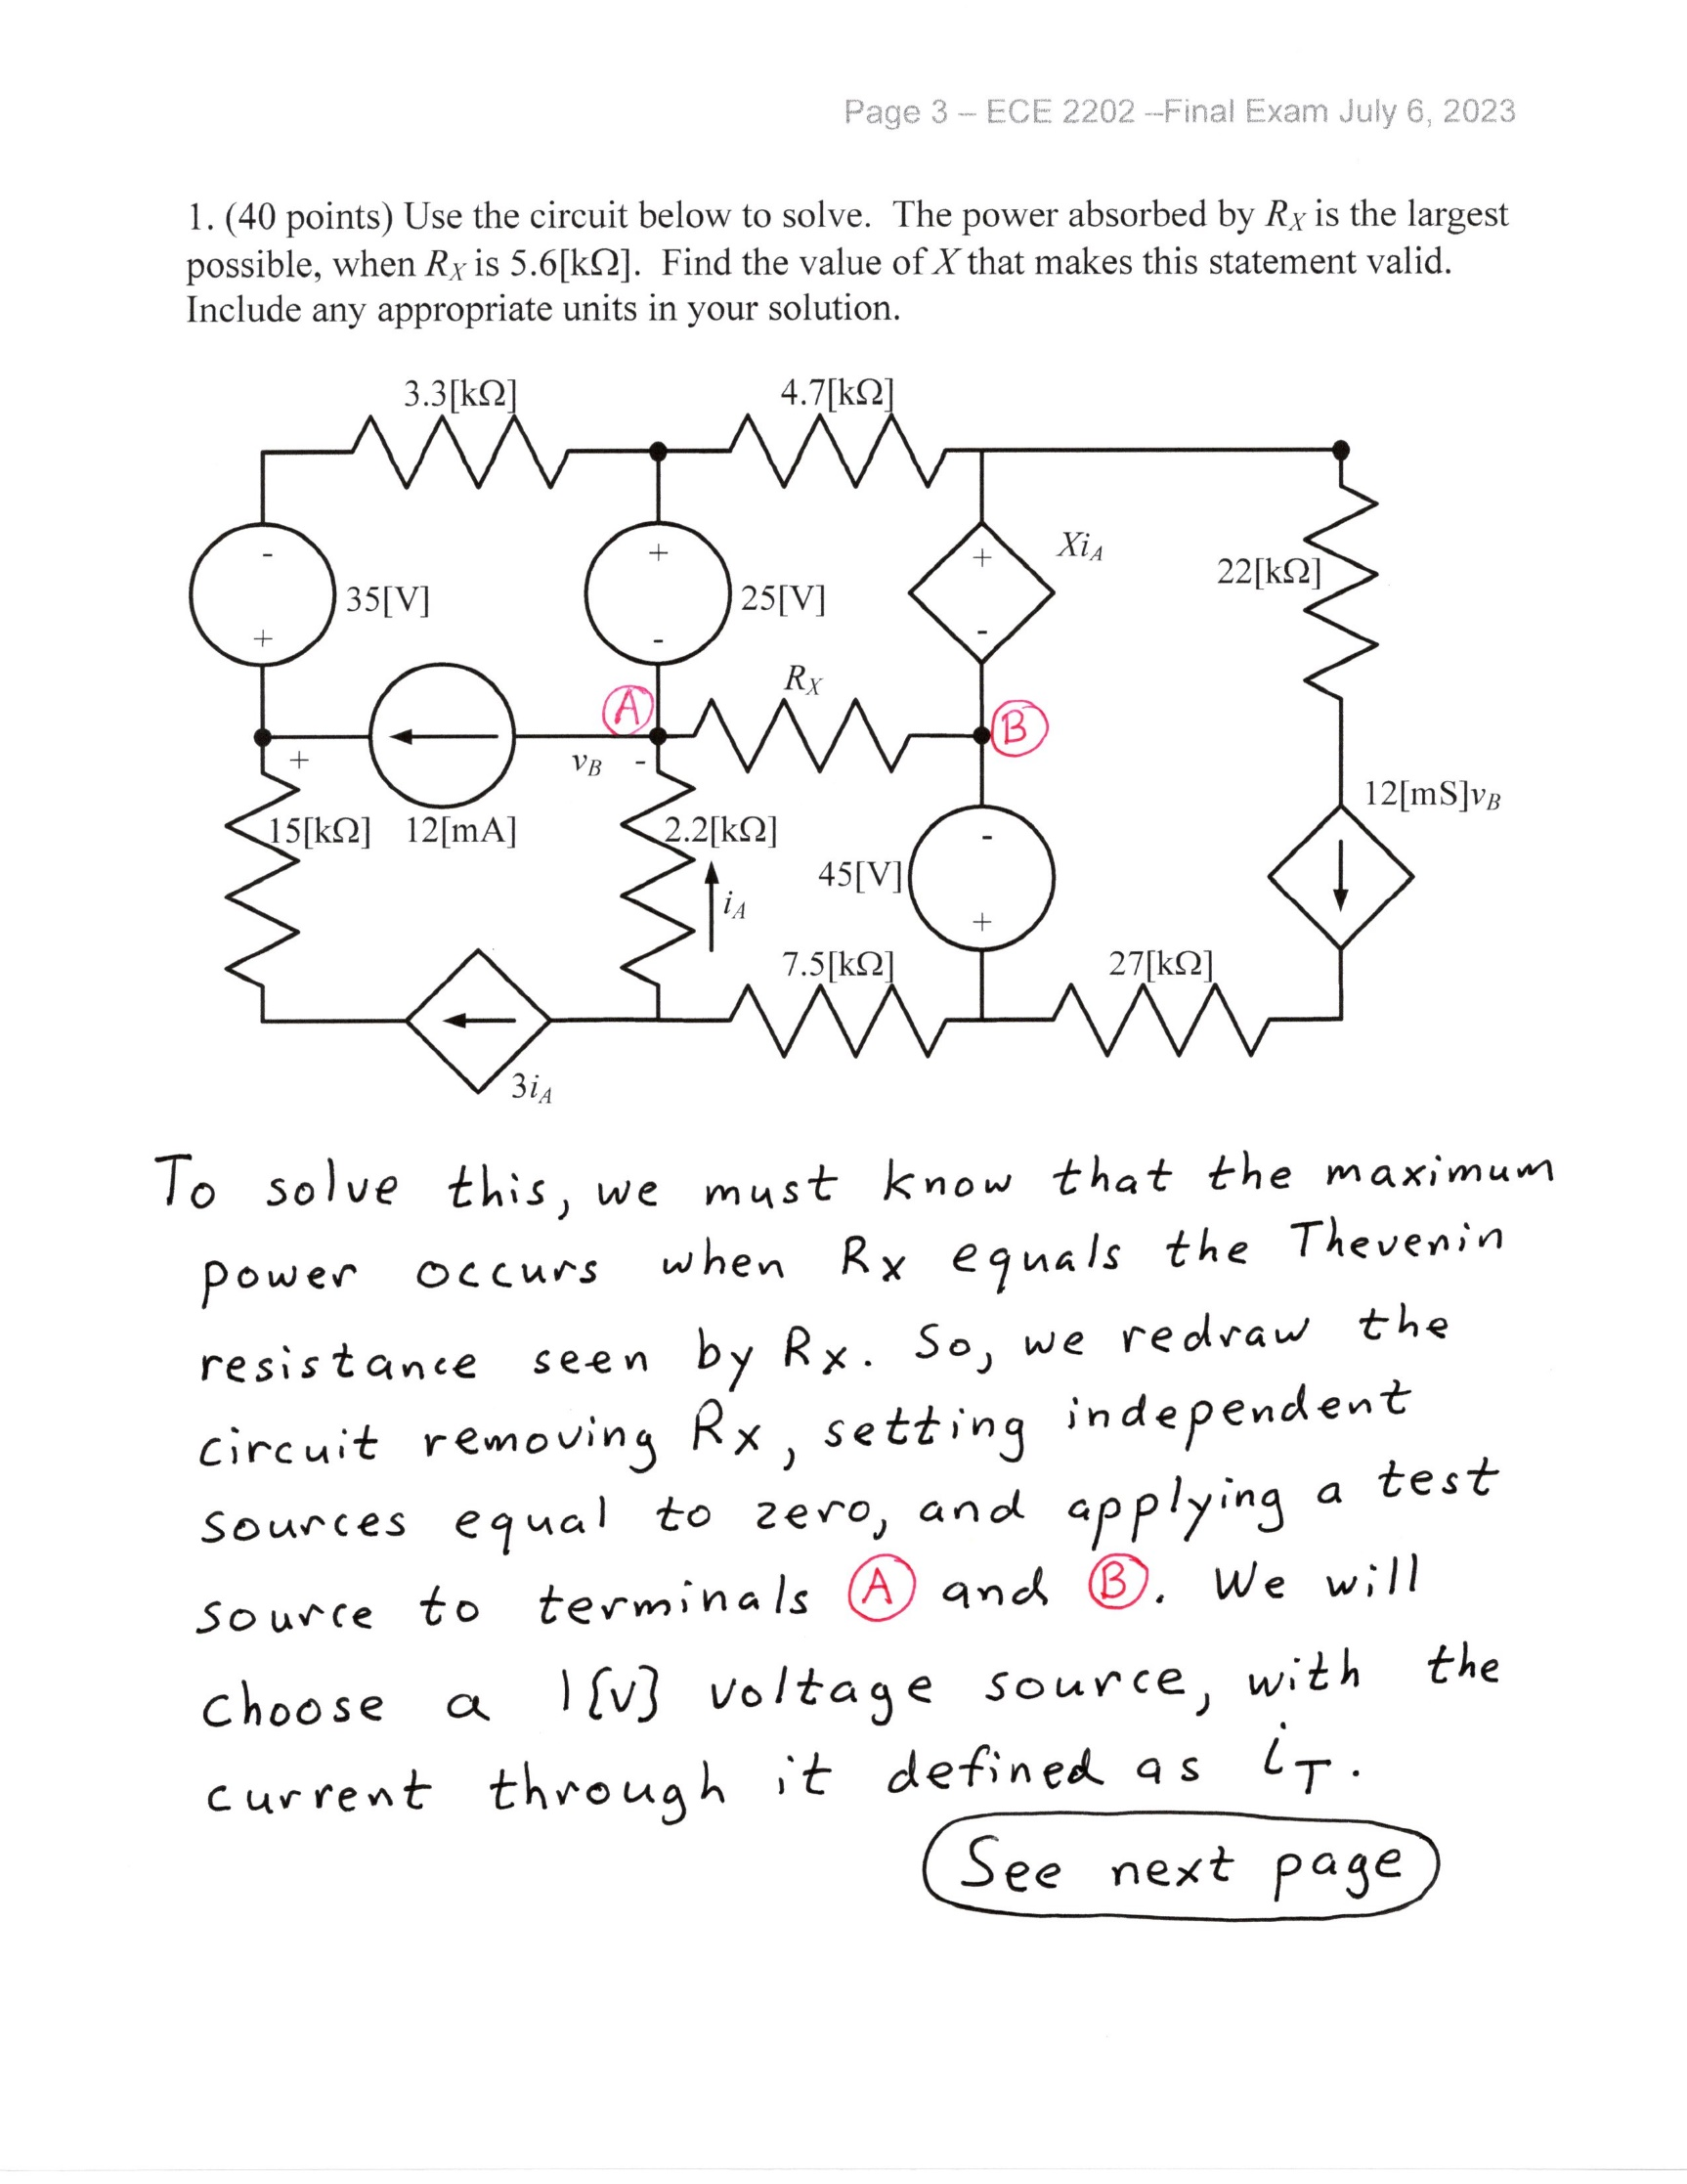 Page 3 – ECE 2202 --Final Exam July 6, 2023
1. (40 points) Use the circuit below to solve. The power absorbed by RX is the largest
possible, when RX is 5.6[kΩ]. Find the value of X that makes this statement valid.
Include any appropriate units in your solution.
3.3[kΩ]
4.7[kΩ]
-
35[V]
+
+
25[V]
-
+
XiA
-
22[kΩ]
RX
A
B
+
vB
-
12[mS]vB
15[kΩ]
12[mA]
2.2[kΩ]
-
45[V]
+
iA
7.5[kΩ]
27[kΩ]
3iA
To solve this, we must know that the maximum
power occurs when Rx equals the Thevenin
resistance seen by Rx. So, we redraw the
circuit removing Rx, setting independent
sources equal to zero, and applying a test
source to terminals A and B. We will
choose a 1[V] voltage source, with the
current through it defined as iT.
See next page